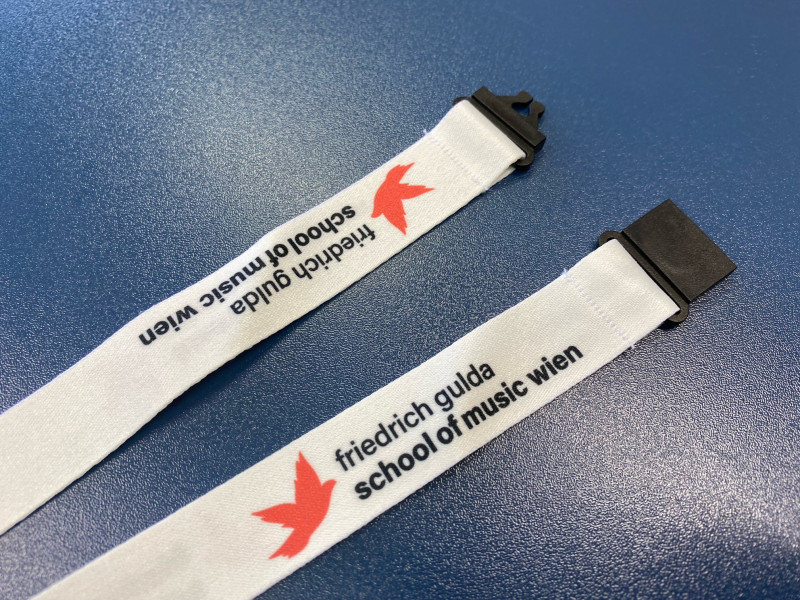 friedrich gulda
school of music wien
friedrich gulda
school of music wien